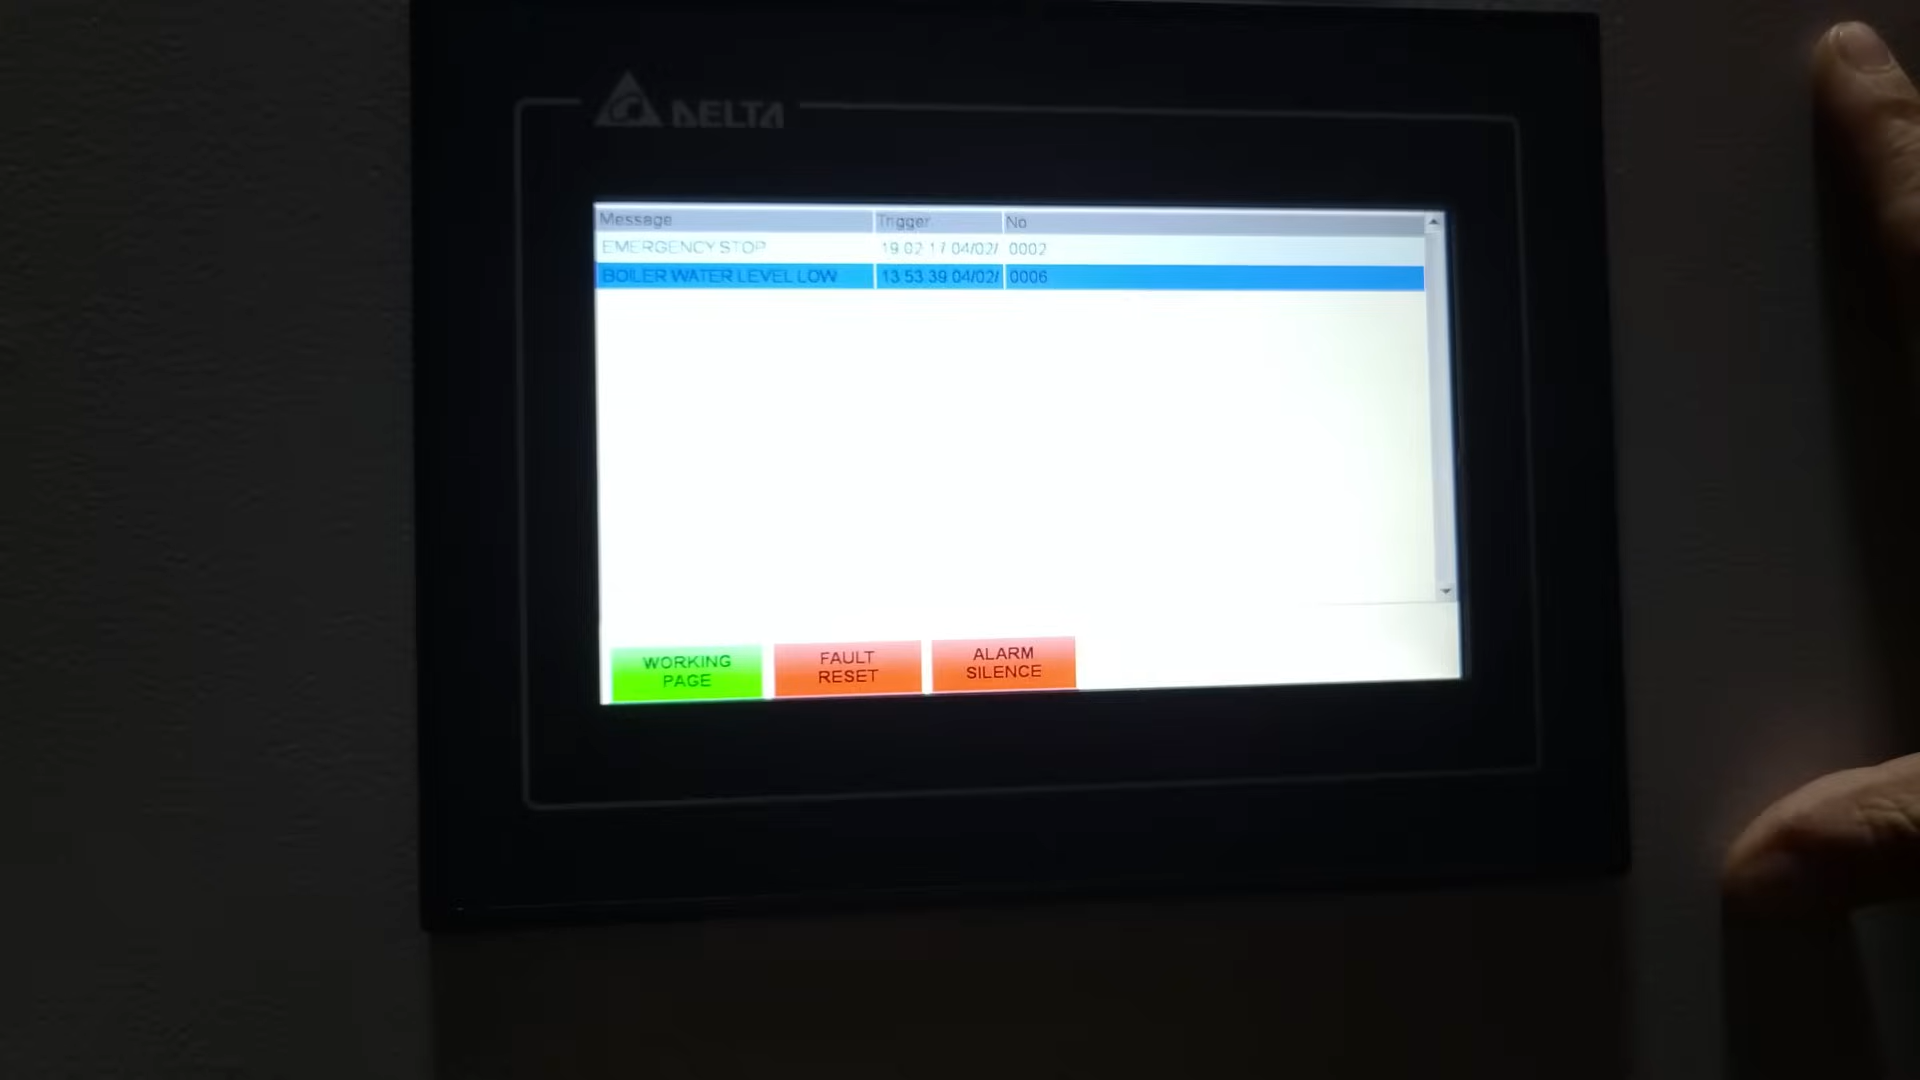 DELTA
Message Trigger No
EMERGENCY STOP 19 02 17 04/02/ 0002
BOILER WATER LEVEL LOW 13 53 39 04/02/ 0006
WORKING PAGE
FAULT RESET
ALARM SILENCE